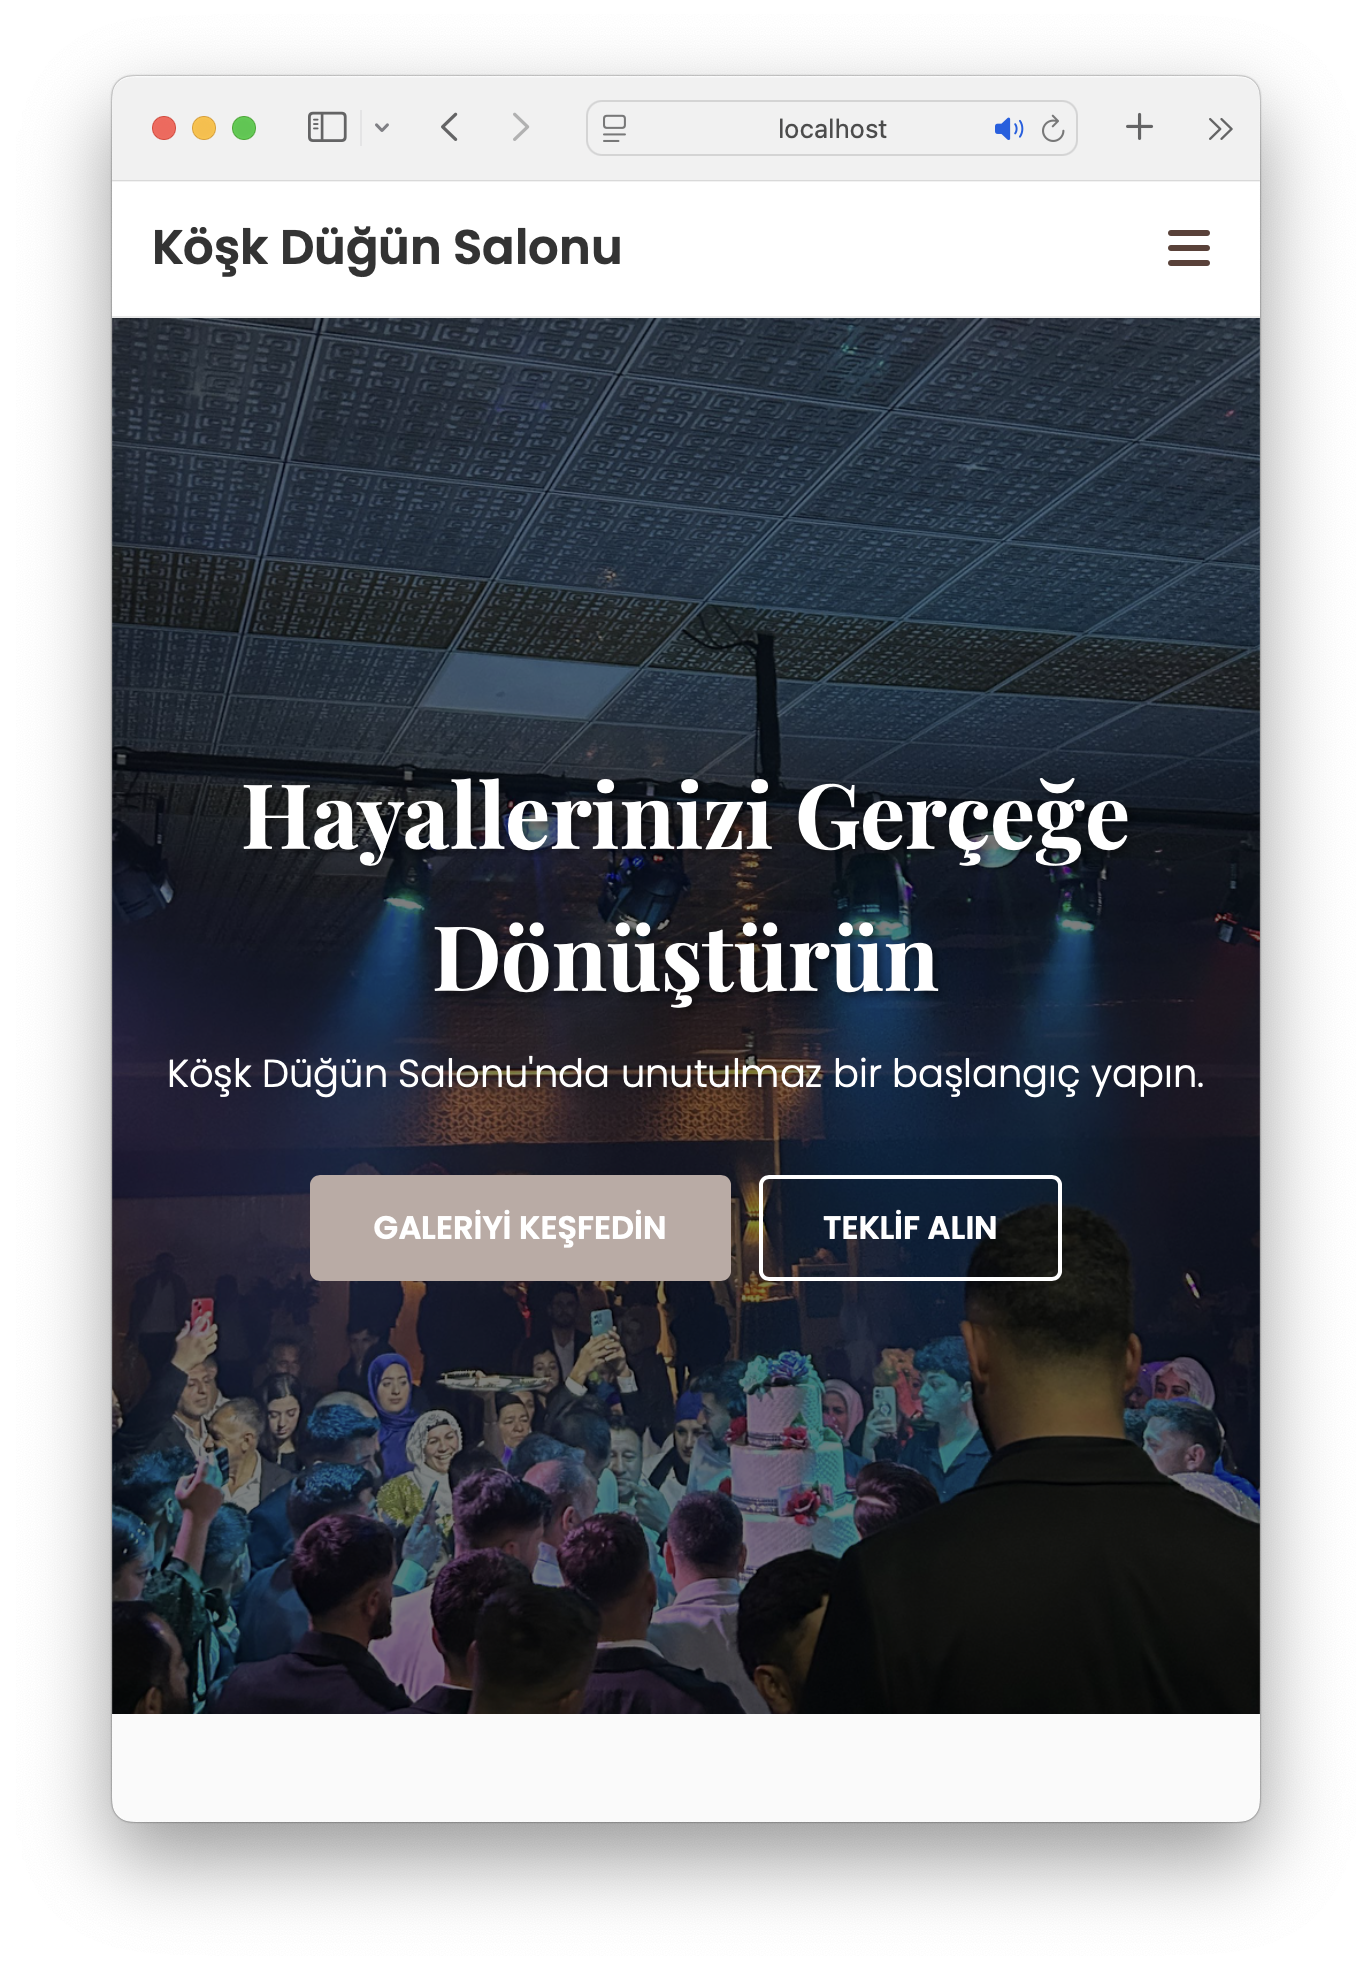 localhost
Köşk Düğün Salonu
Hayallerinizi Gerçeğe
Dönüştürün
Köşk Düğün Salonu'nda unutulmaz bir başlangıç yapın.
GALERİYİ KEŞFEDİN
TEKLİF ALIN